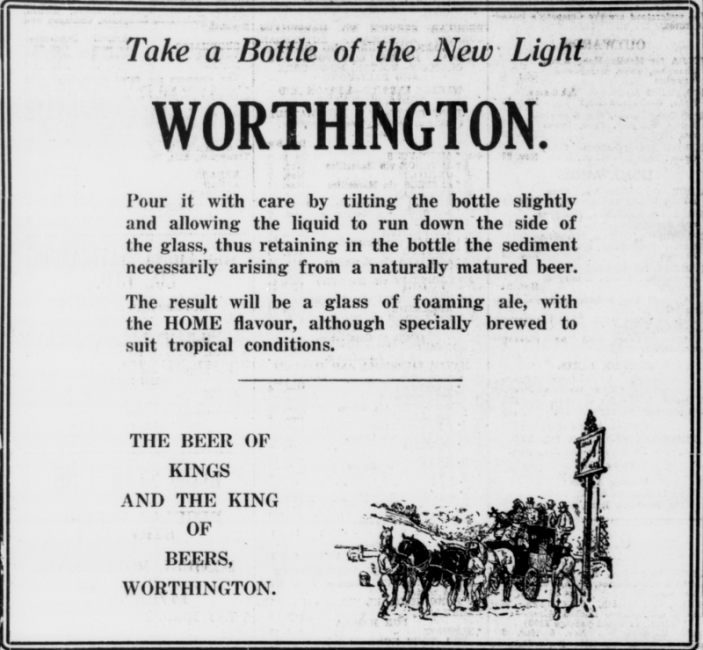 Take a Bottle of the New Light
WORTHINGTON.
Pour it with care by tilting the bottle slightly
and allowing the liquid to run down the side of
the glass, thus retaining in the bottle the sediment
necessarily arising from a naturally matured beer.
The result will be a glass of foaming ale, with
the HOME flavour, although specially brewed to
suit tropical conditions.
THE BEER OF
KINGS
AND THE KING
OF
BEERS,
WORTHINGTON.